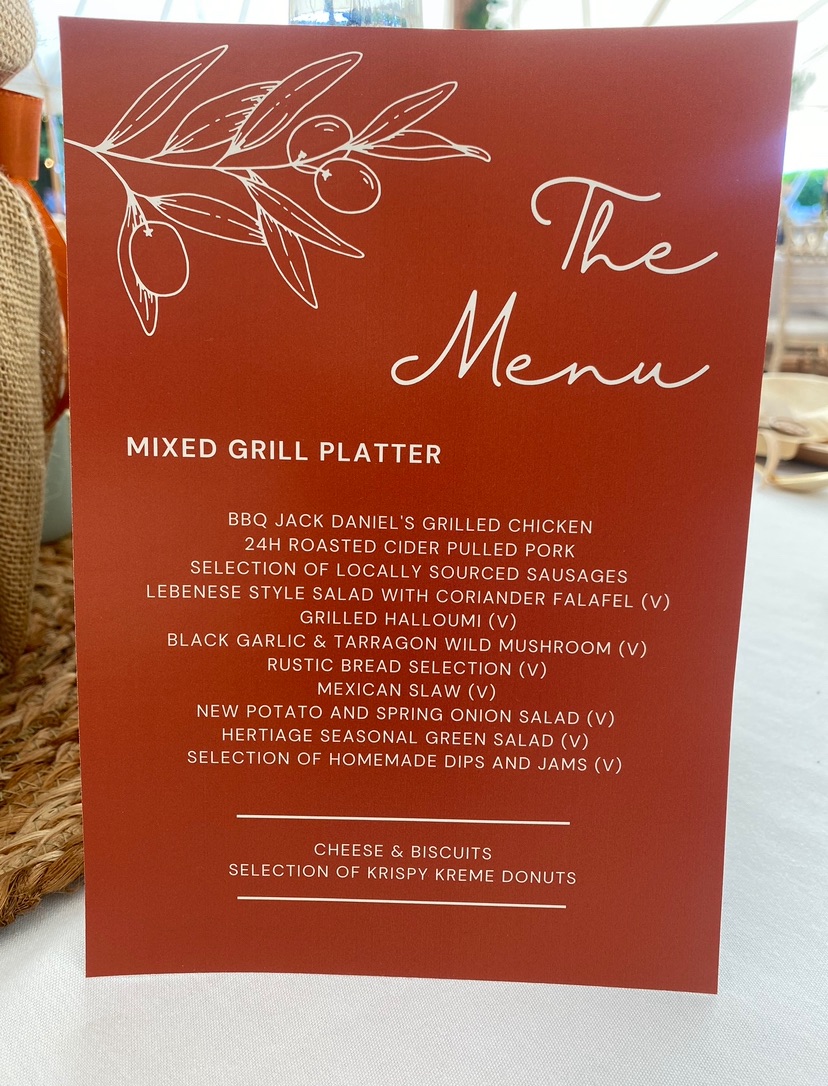 The
Menu
MIXED GRILL PLATTER
BBQ JACK DANIEL'S GRILLED CHICKEN
24H ROASTED CIDER PULLED PORK
SELECTION OF LOCALLY SOURCED SAUSAGES
LEBENESE STYLE SALAD WITH CORIANDER FALAFEL (V)
GRILLED HALLOUMI (V)
BLACK GARLIC & TARRAGON WILD MUSHROOM (V)
RUSTIC BREAD SELECTION (V)
MEXICAN SLAW (V)
NEW POTATO AND SPRING ONION SALAD (V)
HERTIAGE SEASONAL GREEN SALAD (V)
SELECTION OF HOMEMADE DIPS AND JAMS (V)
CHEESE & BISCUITS
SELECTION OF KRISPY KREME DONUTS